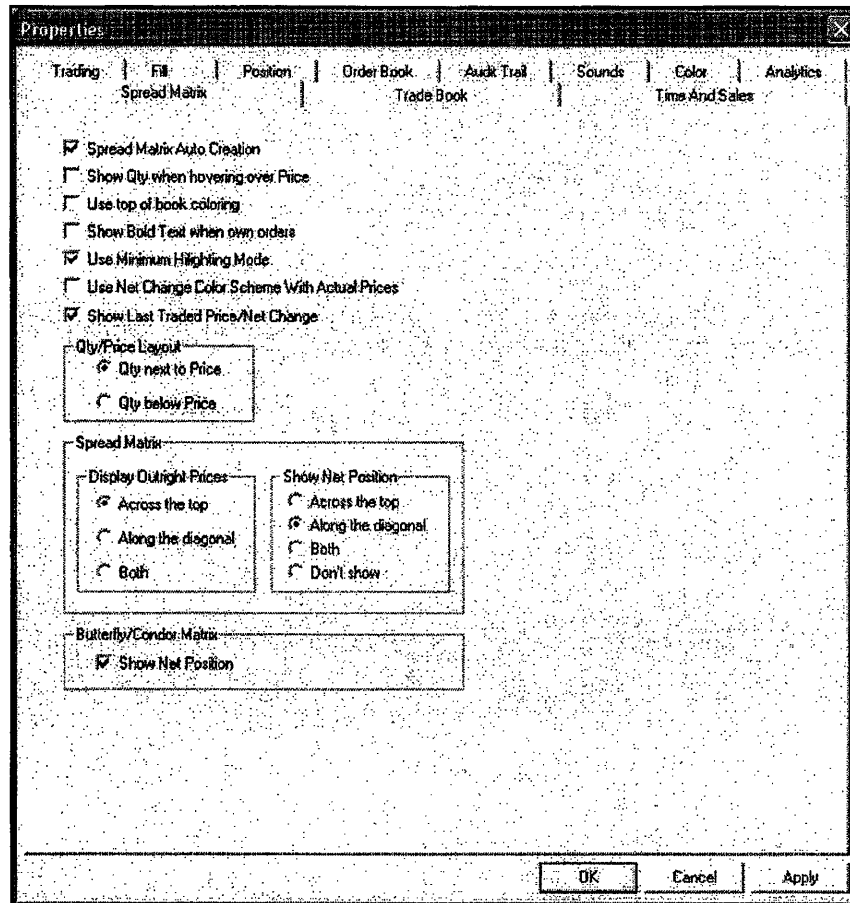 Properties
Trading Fill Position Order Book Audit Trail Sounds Color Analytics
Spread Matrix Trade Book Time And Sales
Spread Matrix Auto Creation
Show Qty when hovering over Price
Use top of book coloring
Show Bold Text when own orders
Use Minimum Hilighting Mode
Use Net Change Color Scheme With Actual Prices
Show Last Traded Price/Net Change
Qty/Price Layout
Qty next to Price
Qty below Price
Spread Matrix
Display Outright Prices
Across the top
Along the diagonal
Both
Show Net Position
Across the top
Along the diagonal
Both
Don't show
Butterfly/Condor Matrix
Show Net Position
OK Cancel Apply